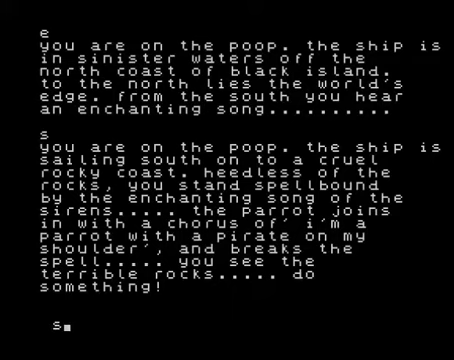 e
you are on the poop. the ship is
in sinister waters off the
north coast of black island.
to the north lies the world's
edge. from the south you hear
an enchanting song..........
s
you are on the poop. the ship is
sailing south on to a cruel
rocky coast. heedless of the
rocks, you stand spellbound
by the enchanting song of the
sirens..... the parrot joins
in with a chorus of' i'm a
parrot with a pirate on my
shoulder', and breaks the
spell..... you see the
terrible rocks..... do
something!
s